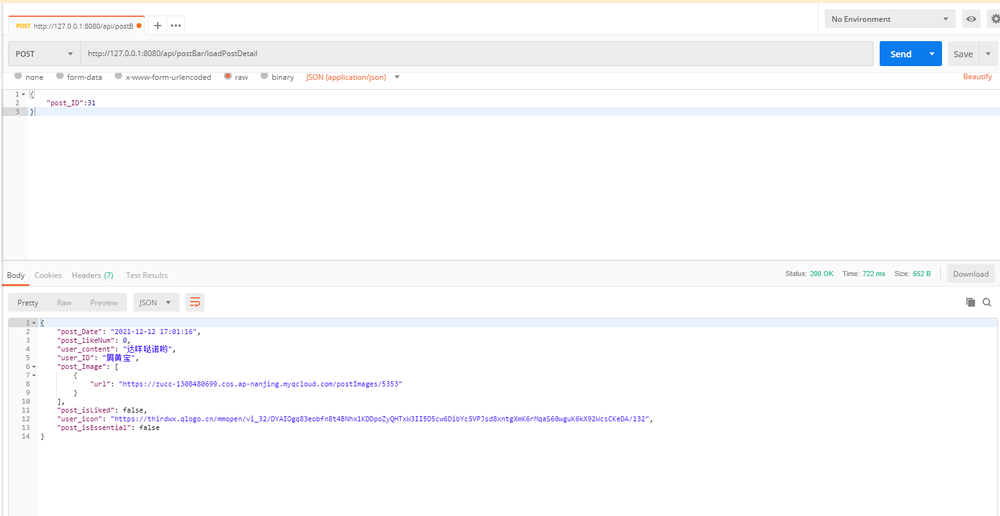 POST http://127.0.0.1:8080/api/postB
No Environment
POST http://127.0.0.1:8080/api/postBar/loadPostDetail Send Save
none form-data x-www-form-urlencoded raw binary JSON (application/json) Beautify
1 {
2 "post_ID":31
3 }
Body Cookies Headers (7) Test Results Status: 200 OK Time: 722 ms Size: 652 B Download
Pretty Raw Preview JSON
1 {
2 "post_Date": "2021-12-12 17:01:16",
3 "post_likeNum": 0,
4 "user_content": "达咩哒诺哟",
5 "user_ID": "屑黄宝",
6 "post_Image": [
7 {
8 "url": "https://zucc-1308480699.cos.ap-nanjing.myqcloud.com/postImages/5353"
9 }
10 ],
11 "post_isLiked": false,
12 "user_icon": "https://thirdwx.qlogo.cn/mmopen/vi_32/DYAIOgq83eobfn8t4BNhx1KDDpoZyQHTxW3II5D5cw6DibYcSVPJsd8xntgXmK6rMqaS60wguK6kX92WcsCKeDA/132",
13 "post_isEssential": false
14 }